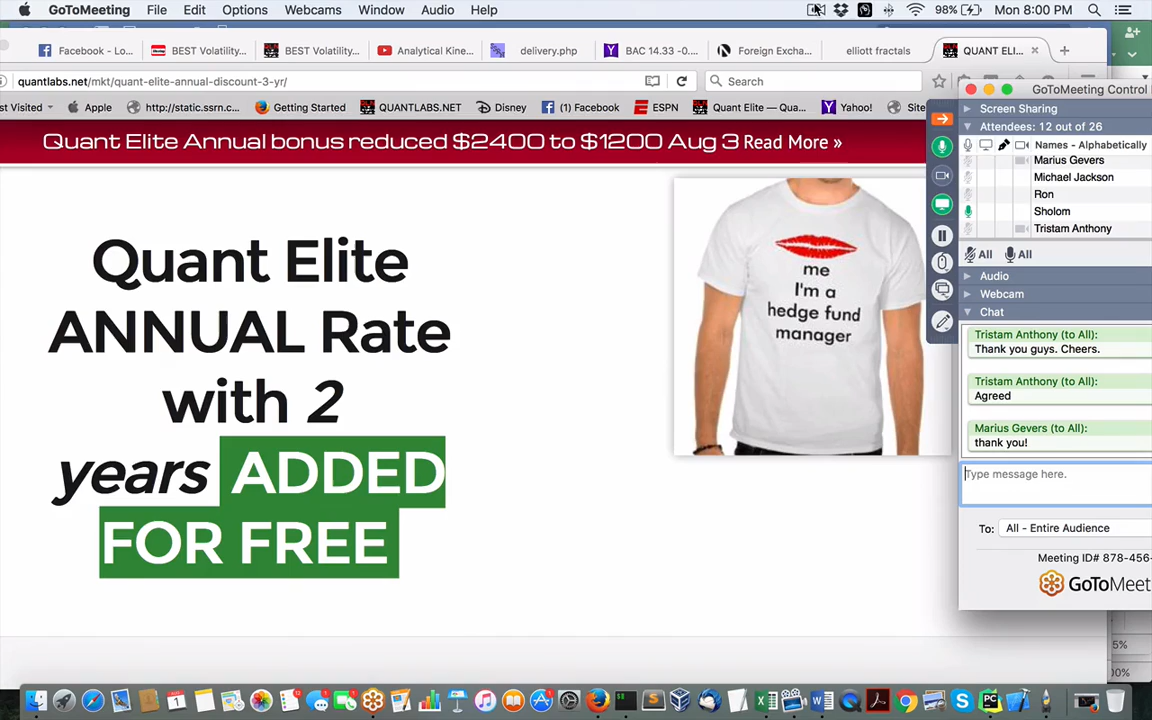 GoToMeeting File Edit Options Webcams Window Audio Help 98% Mon 8:00 PM
Facebook - Lo... BEST Volatility... BEST Volatility... Analytical Kine... delivery.php BAC 14.33 -0.... Foreign Excha... elliott fractals QUANT ELI...
quantlabs.net/mkt/quant-elite-annual-discount-3-yr/ Search
st Visited Apple http://static.ssrn.c... Getting Started QUANTLABS.NET Disney (1) Facebook ESPN Quant Elite — Qua... Yahoo! Site
Quant Elite Annual bonus reduced $2400 to $1200 Aug 3 Read More »
Quant Elite
ANNUAL Rate
with 2
years ADDED
FOR FREE
me
I'm a
hedge fund
manager
GoToMeeting Control
Screen Sharing
Attendees: 12 out of 26
Names - Alphabetically
Marius Gevers
Michael Jackson
Ron
Sholom
Tristam Anthony
All All
Audio
Webcam
Chat
Tristam Anthony (to All):
Thank you guys. Cheers.
Tristam Anthony (to All):
Agreed
Marius Gevers (to All):
thank you!
Type message here.
To: All - Entire Audience
Meeting ID# 878-456-
GoToMeet
5%
00%